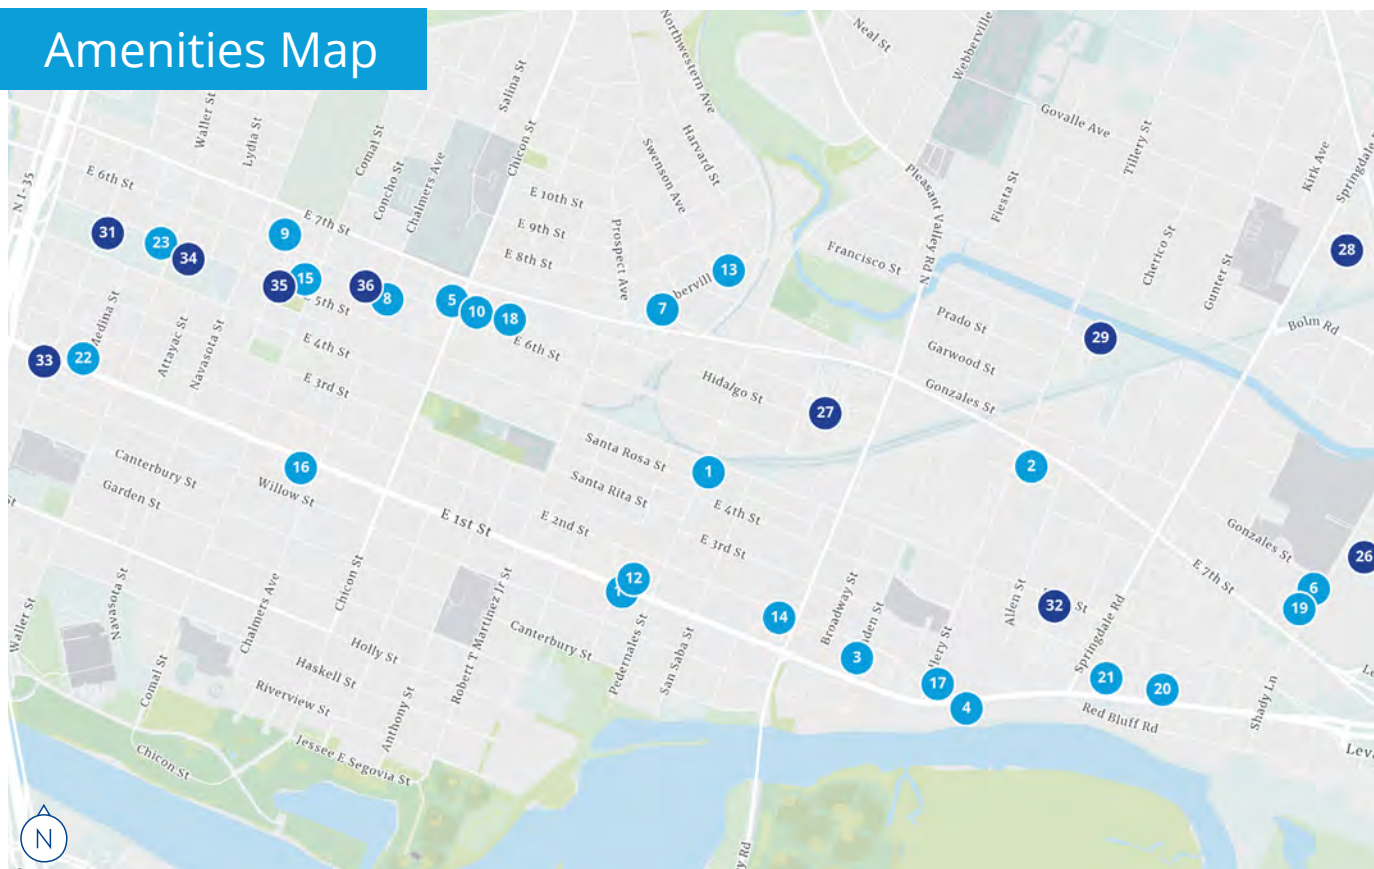 Amenities Map
Northwestern Ave
Neal St
Webberville
Waller St
Lydia St
Salina St
Comal St
Concho St
Chalmers Ave
Chicon St
Harvard St
Swenson Ave
Govalle Ave
Tillery St
Kirk Ave
Springdale
N I-35
E 6th St
E 7th St
E 10th St
E 9th St
E 8th St
Prospect Ave
Pleasant Valley Rd N
Fiesta St
Francisco St
Cherico St
Gunter St
31
23
34
9
35
15
36
8
5
10
18
7
13
28
29
Medina St
Attayac St
Navasota St
5th St
E 4th St
E 3rd St
E 6th St
Hidalgo St
Prado St
Garwood St
Gonzales St
Bolm Rd
33
22
27
16
1
2
Canterbury St
Garden St
Willow St
E 1st St
Santa Rosa St
Santa Rita St
E 2nd St
E 4th St
E 3rd St
Gonzales St
E 7th St
26
6
19
12
1
14
32
St
3
17
4
21
20
Waller St
Navasota St
Comal St
Chalmers Ave
Chicon St
Holly St
Haskell St
Riverview St
Anthony St
Robert T Martinez Jr St
Canterbury St
Pedernales St
San Saba St
Broadway St
Allen St
Springdale Rd
Shady Ln
Red Bluff Rd
Chicon St
Jessee E Segovia St
N